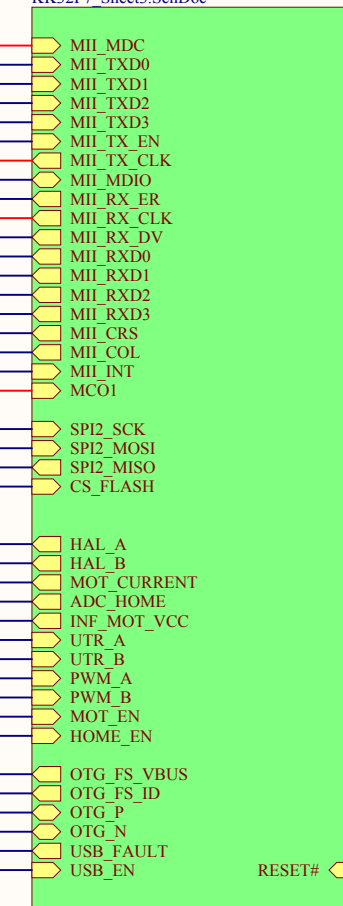 MII_MDC
MII_TXD0
MII_TXD1
MII_TXD2
MII_TXD3
MII_TX_EN
MII_TX_CLK
MII_MDIO
MII_RX_ER
MII_RX_CLK
MII_RX_DV
MII_RXD0
MII_RXD1
MII_RXD2
MII_RXD3
MII_CRS
MII_COL
MII_INT
MCO1
SPI2_SCK
SPI2_MOSI
SPI2_MISO
CS_FLASH
HAL_A
HAL_B
MOT_CURRENT
ADC_HOME
INF_MOT_VCC
UTR_A
UTR_B
PWM_A
PWM_B
MOT_EN
HOME_EN
OTG_FS_VBUS
OTG_FS_ID
OTG_P
OTG_N
USB_FAULT
USB_EN RESET#